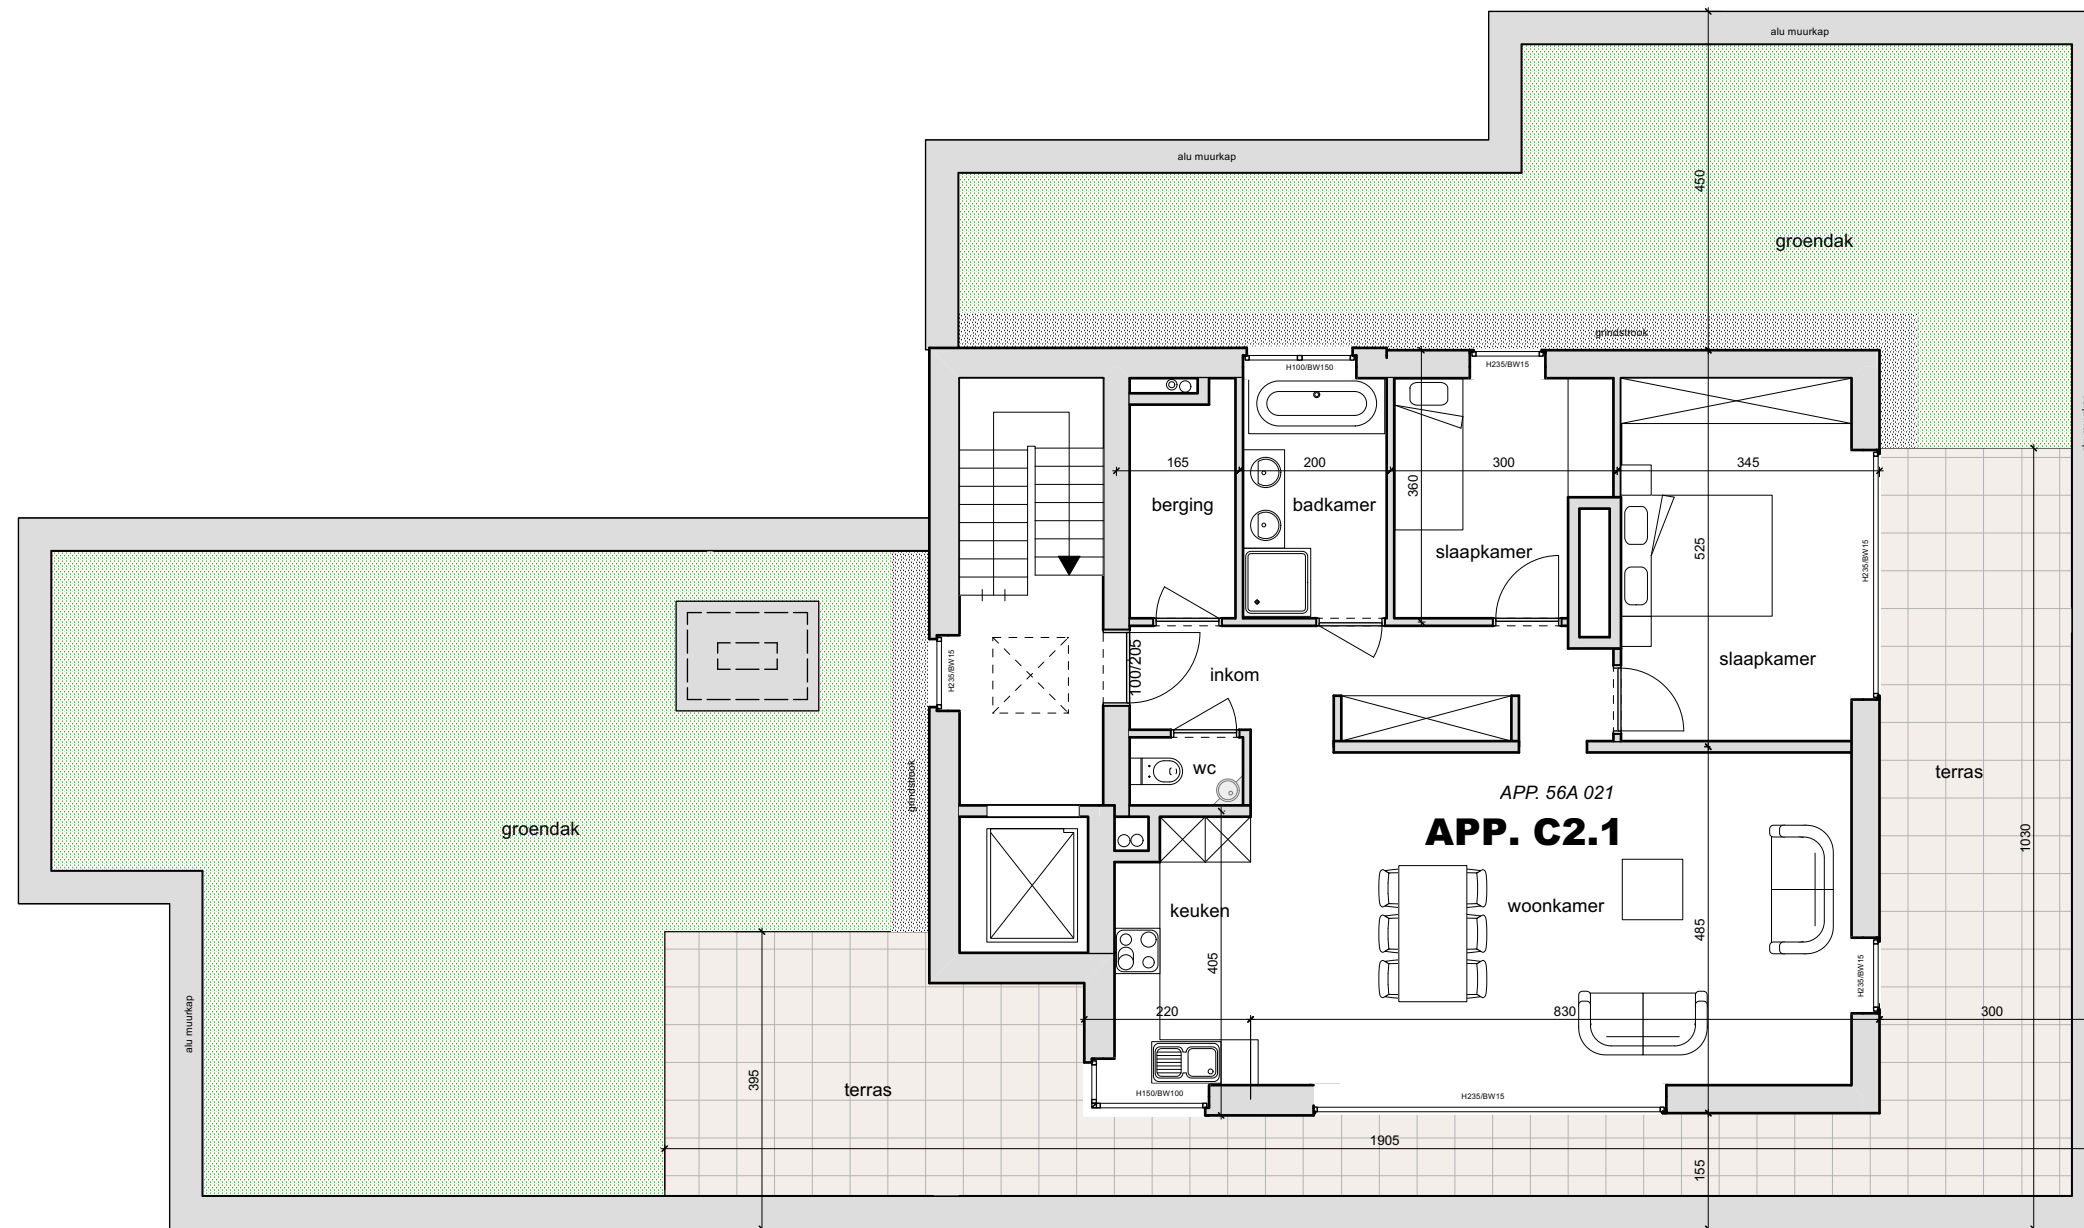 alu muurkap
alu muurkap
450
groendak
grindstrook
H100/BW150
H235/BW15
165
200
300
345
360
berging
badkamer
slaapkamer
525
H235/BW15
100/205
inkom
slaapkamer
H235/BW15
wc
terras
APP. 56A 021
APP. C2.1
grindstrook
groendak
1030
keuken
woonkamer
485
405
H235/BW15
alu muurkap
220
830
300
395
terras
H150/BW100
H235/BW15
1905
155